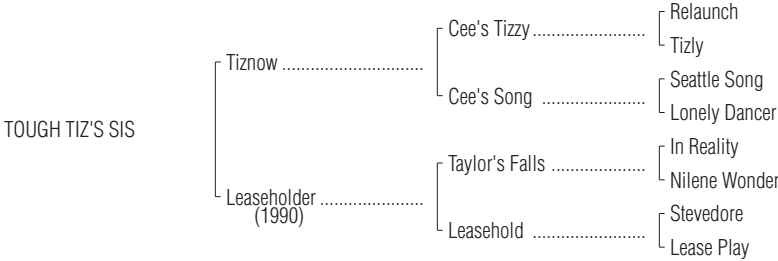 Relaunch
Cee's Tizzy
Tizly
Tiznow
Seattle Song
Cee's Song
Lonely Dancer
TOUGH TIZ'S SIS
In Reality
Taylor's Falls
Nilene Wonder
Leaseholder
(1990)
Stevedore
Leasehold
Lease Play